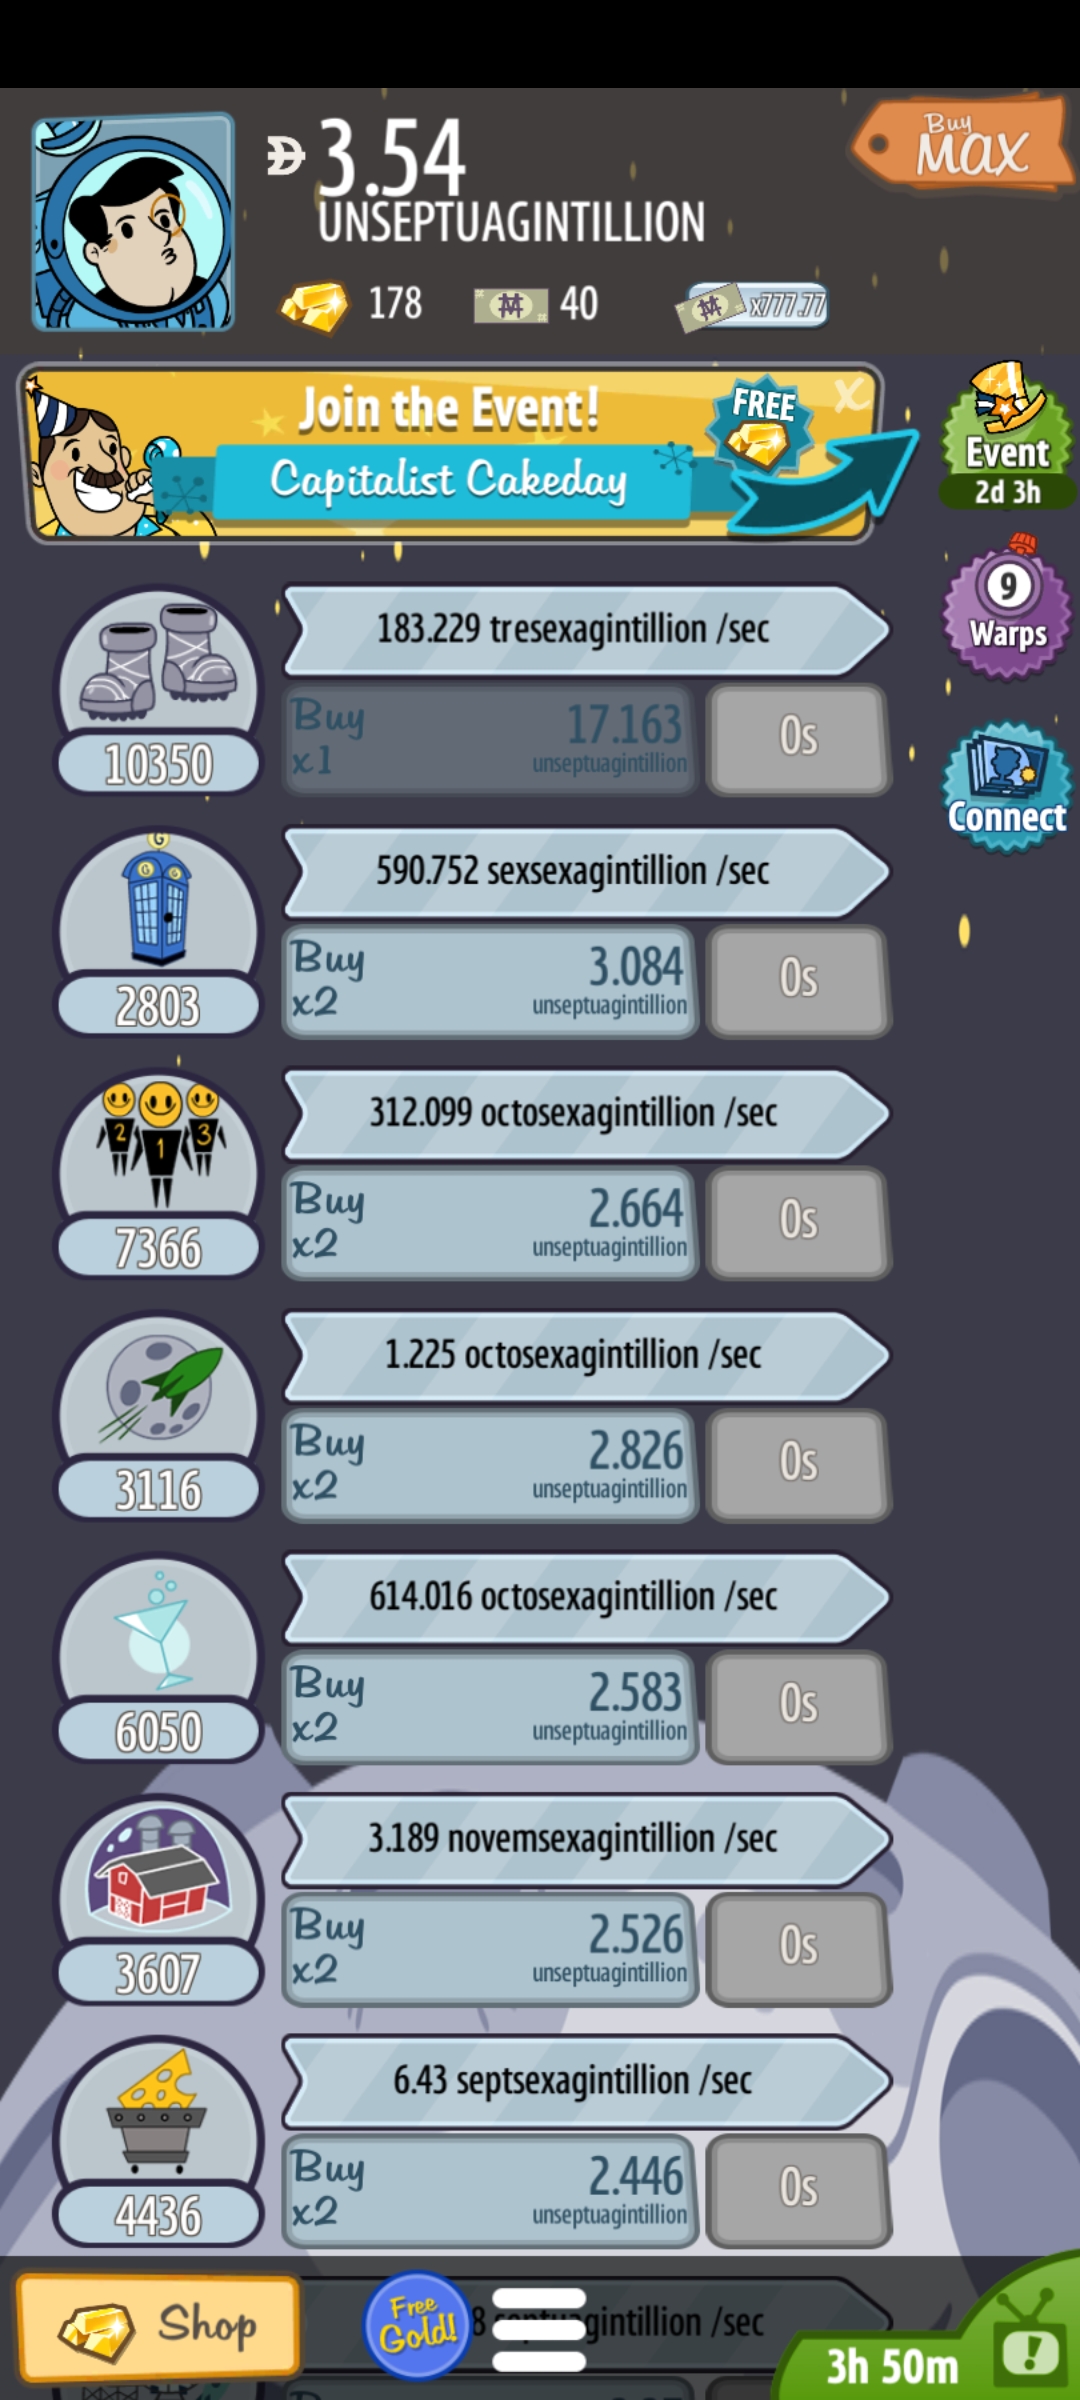 3.54
UNSEPTUAGINTILLION
Buy
MAX
178
40
x777.77
Join the Event!
FREE
X
Capitalist Cakeday
Event
2d 3h
183.229 tresexagintillion /sec
9
Warps
Buy
x1
17.163
unseptuagintillion
0s
10350
Connect
G
G
G
590.752 sexsexagintillion /sec
Buy
x2
3.084
unseptuagintillion
0s
2803
2
1
3
312.099 octosexagintillion /sec
Buy
x2
2.664
unseptuagintillion
0s
7366
1.225 octosexagintillion /sec
Buy
x2
2.826
unseptuagintillion
0s
3116
614.016 octosexagintillion /sec
Buy
x2
2.583
unseptuagintillion
0s
6050
3.189 novemsexagintillion /sec
Buy
x2
2.526
unseptuagintillion
0s
3607
6.43 septsexagintillion /sec
Buy
x2
2.446
unseptuagintillion
0s
4436
Shop
Free
Gold!
/sec
!
3h 50m